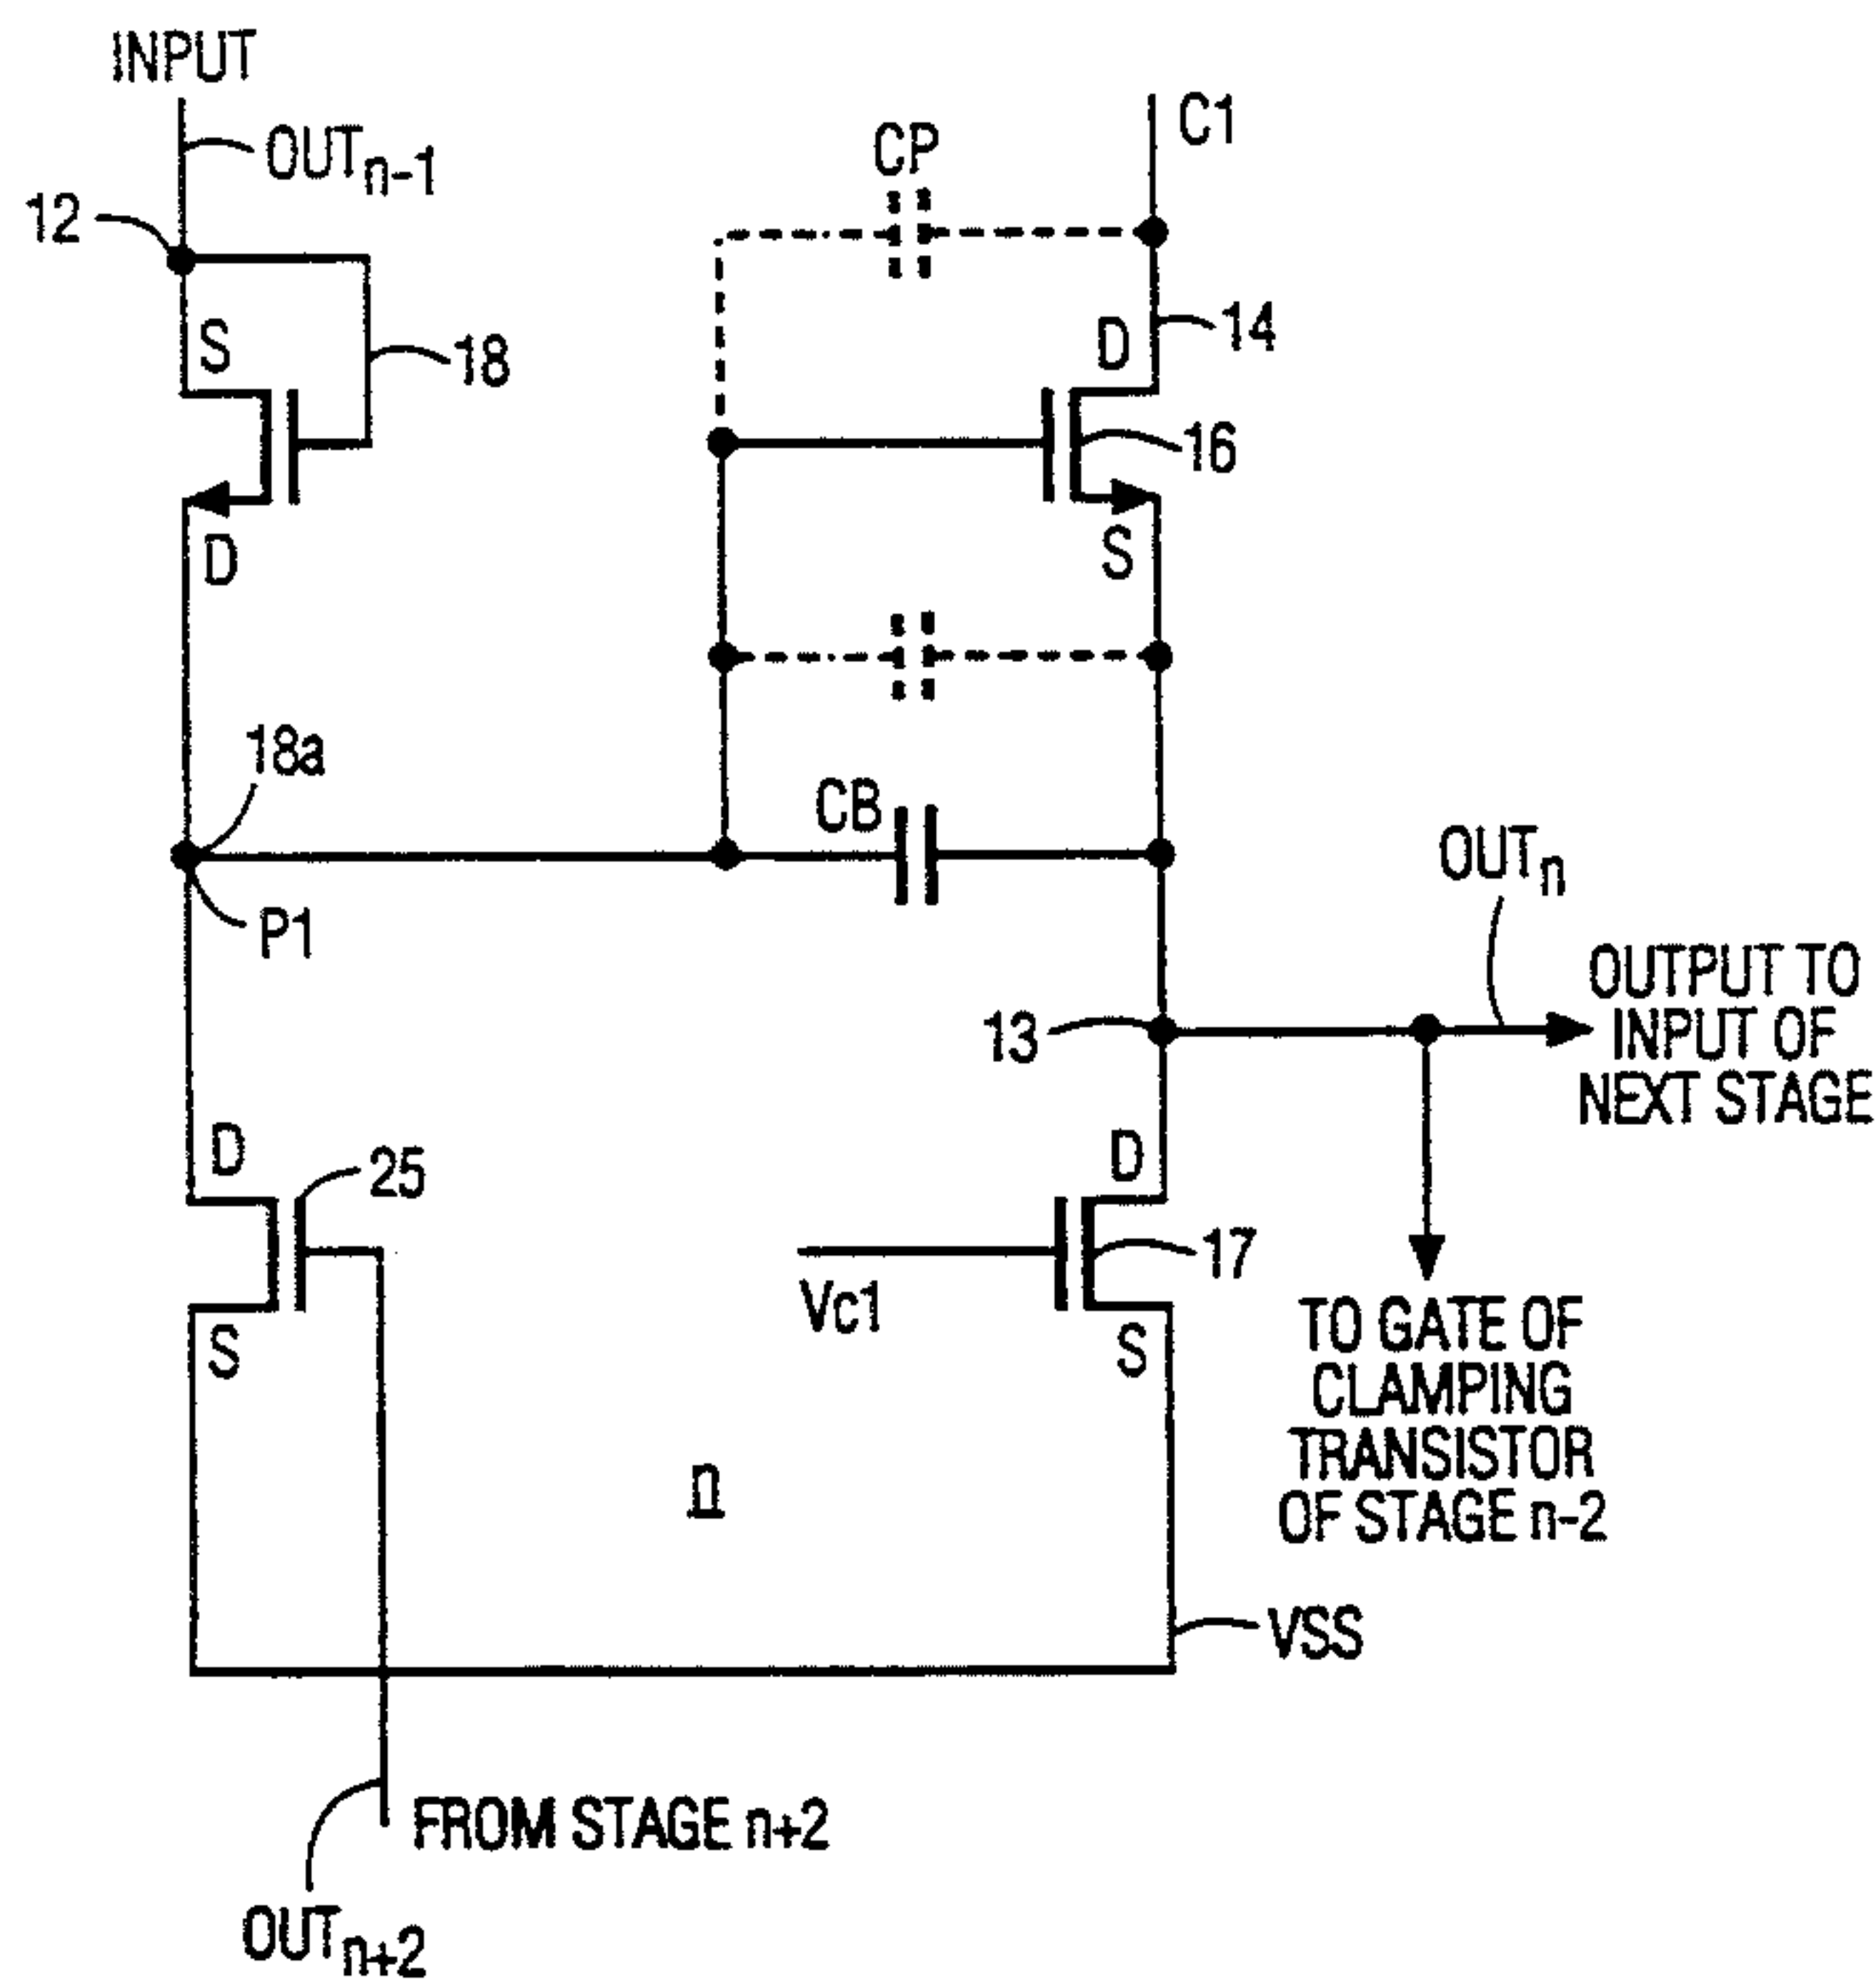 INPUT
OUTn-1
C1
CP
12
S
18
D
14
16
D
S
18a
CB
P1
OUTn
OUTPUT TO
INPUT OF
NEXT STAGE
13
D
25
D
17
Vc1
S
S
TO GATE OF
CLAMPING
TRANSISTOR
OF STAGE n-2
n
VSS
FROM STAGE n+2
OUTn+2